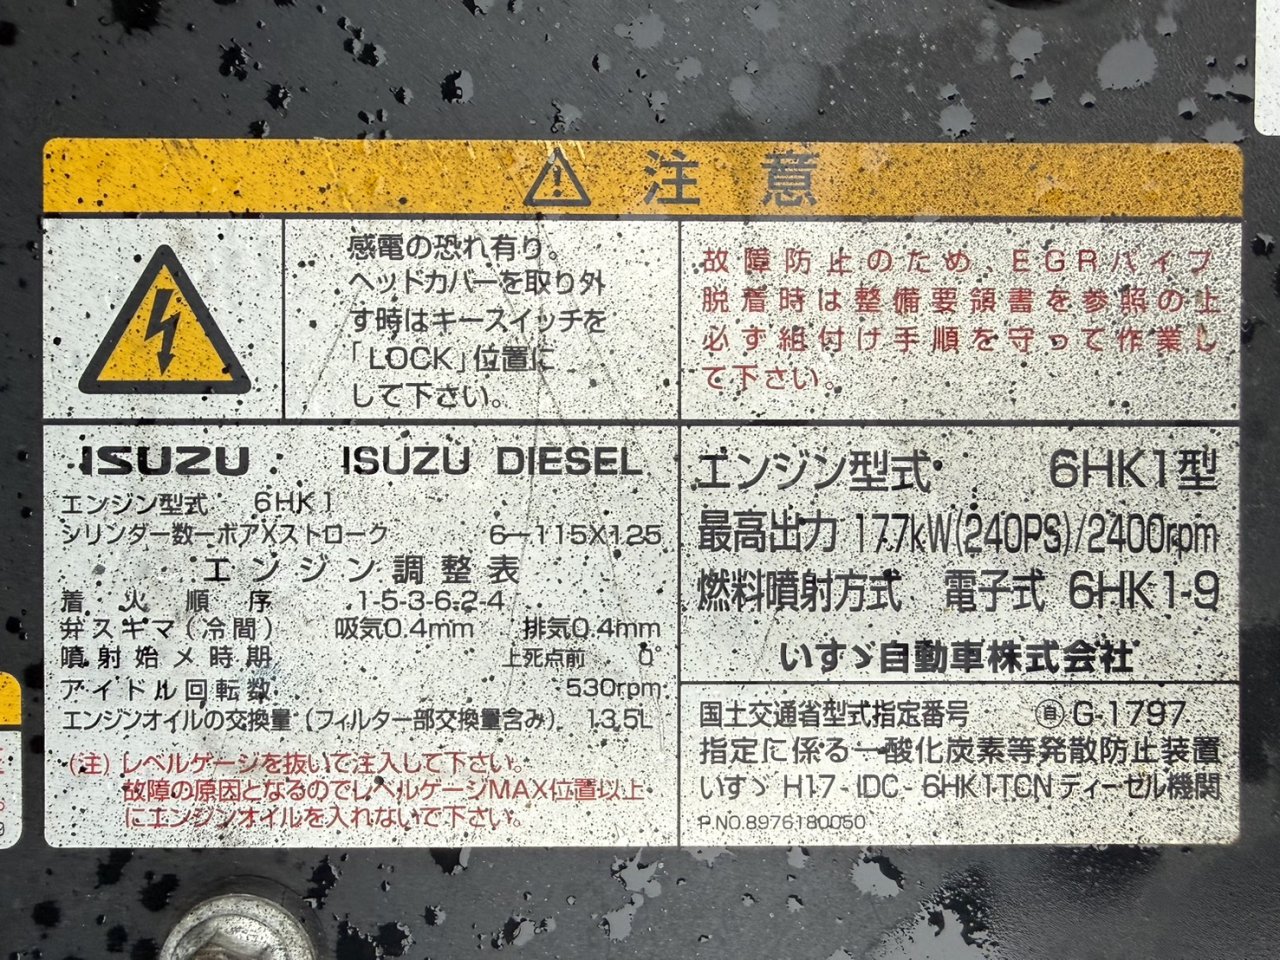 注意
感電の恐れ有り。
ヘッドカバーを取り外
す時はキースイッチを
「LOCK」位置に
して下さい。
故障防止のため、EGRパイプ
脱着時は整備要領書を参照の上
必ず組付け手順を守って作業し
て下さい。
ISUZU ISUZU DIESEL
エンジン型式 6HK1
シリンダー数ーボアXストローク 6ー115X125
エンジン調整表
着火順序 1-5-3-6-2-4
弁スキマ(冷間) 吸気0.4mm 排気0.4mm
噴射始メ時期 上死点前 0°
アイドル回転数 530rpm
エンジンオイルの交換量(フィルター部交換量含み) 13.5L
(注) レベルゲージを抜いて注入して下さい。
故障の原因となるのでレベルゲージMAX位置以上
にエンジンオイルを入れないで下さい。
エンジン型式 6HK1型
最高出力 177kW(240PS)/2400rpm
燃料噴射方式 電子式 6HK1-9
いすゞ自動車株式会社
国土交通省型式指定番号 G-1797
指定に係る一酸化炭素等発散防止装置
いすゞ H17-IDC-6HK1TCNディーゼル機関
P.NO.8976180050